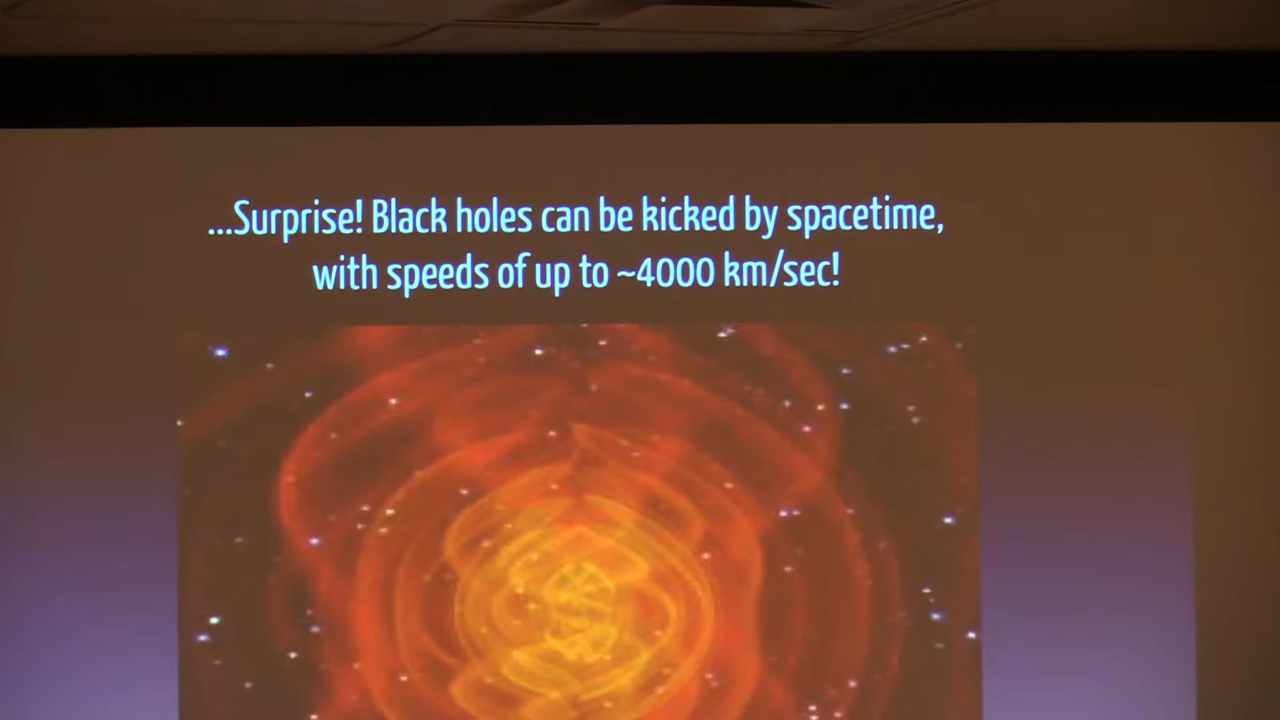 ...Surprise! Black holes can be kicked by spacetime,
with speeds of up to ~4000 km/sec!